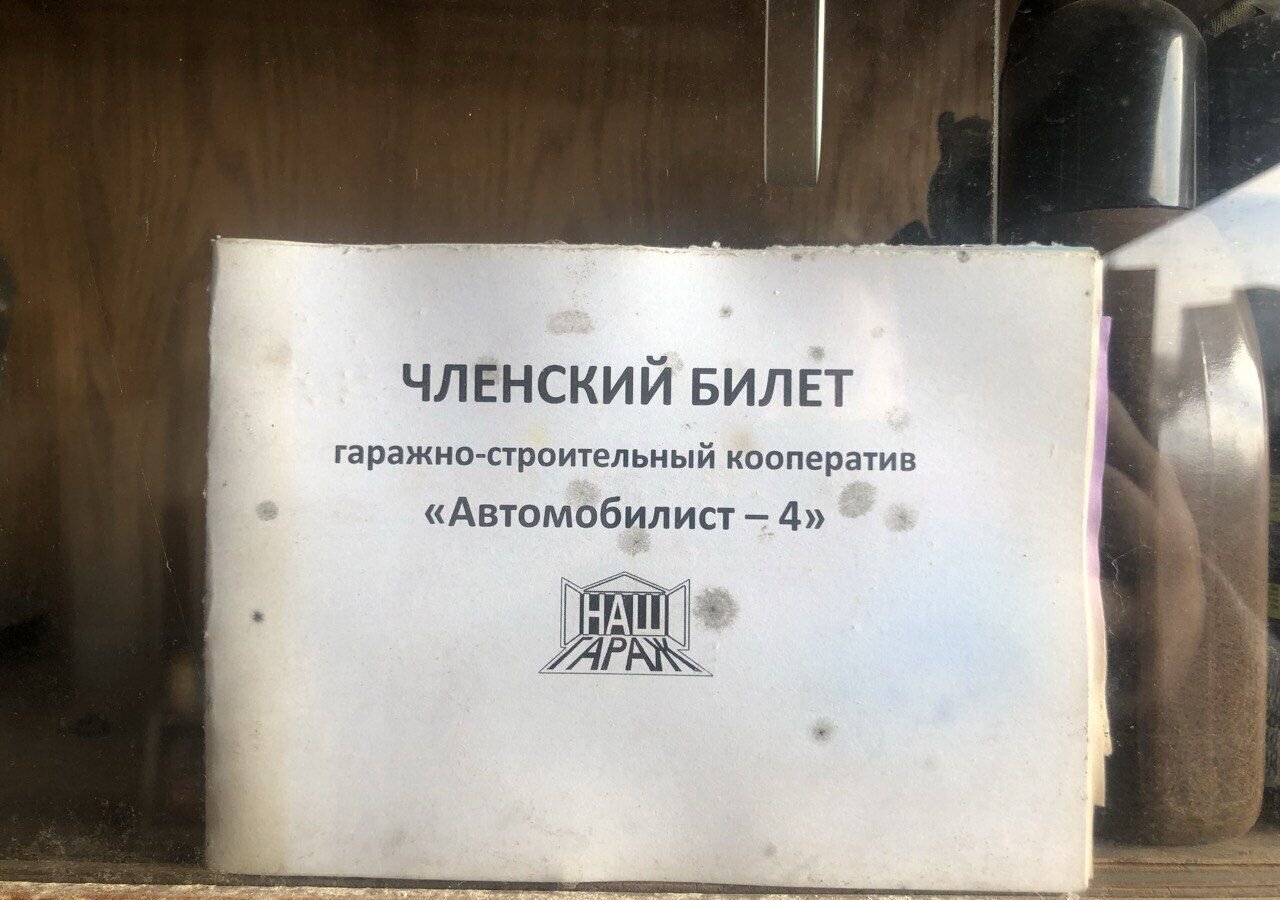 ЧЛЕНСКИЙ БИЛЕТ
гаражно-строительный кооператив
«Автомобилист – 4»
НАШ
ГАРАЖ